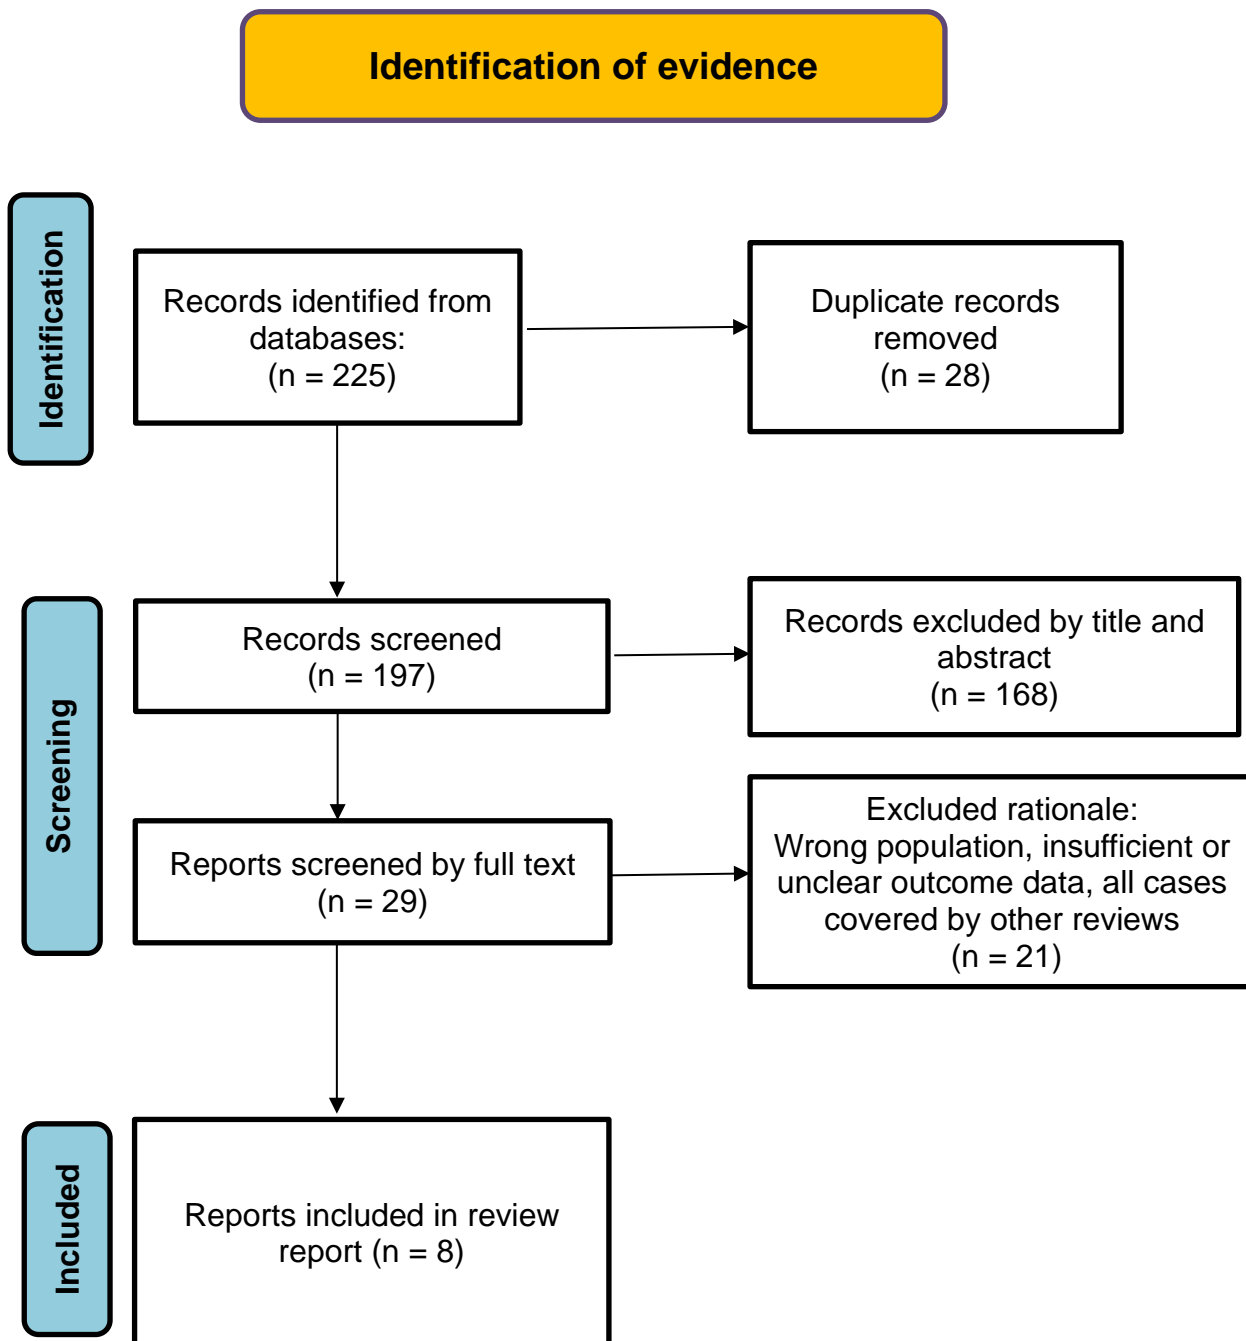 Identification of evidence
Identification
Records identified from
databases:
(n = 225)
Duplicate records
removed
(n = 28)
Screening
Records screened
(n = 197)
Records excluded by title and
abstract
(n = 168)
Reports screened by full text
(n = 29)
Excluded rationale:
Wrong population, insufficient or
unclear outcome data, all cases
covered by other reviews
(n = 21)
Included
Reports included in review
report (n = 8)